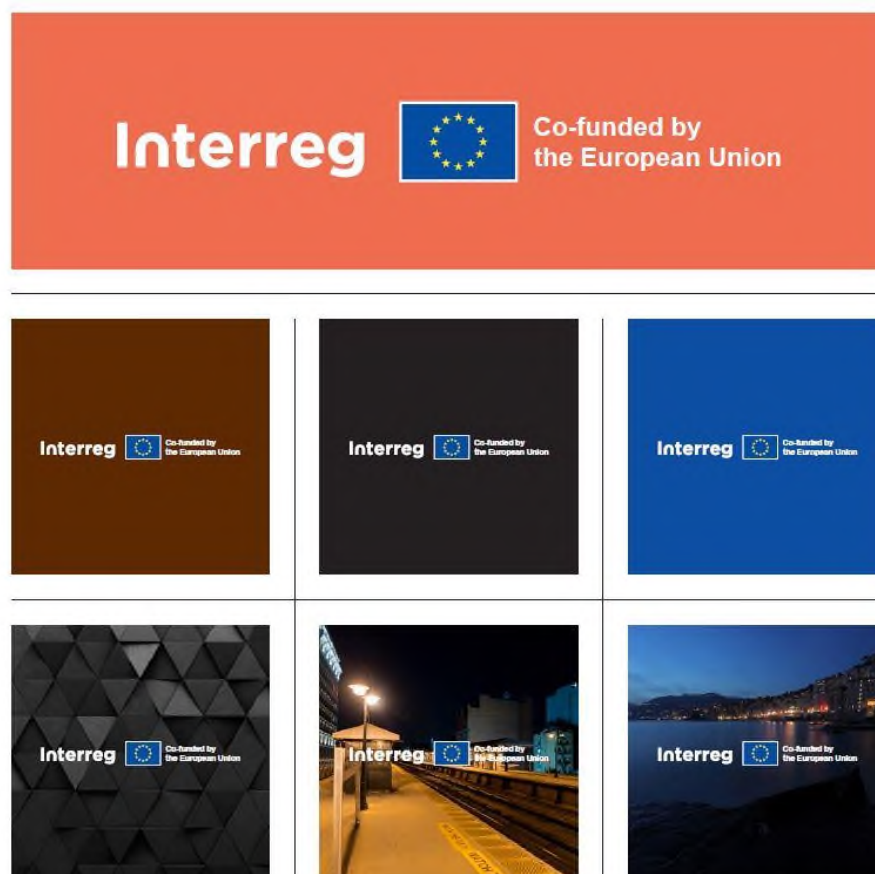 Interreg
Co-funded by
the European Union
Interreg
Co-funded by
the European Union
Interreg
Co-funded by
the European Union
Interreg
Co-funded by
the European Union
Interreg
Co-funded by
the European Union
Interreg
Co-funded by
the European Union
Interreg
Co-funded by
the European Union